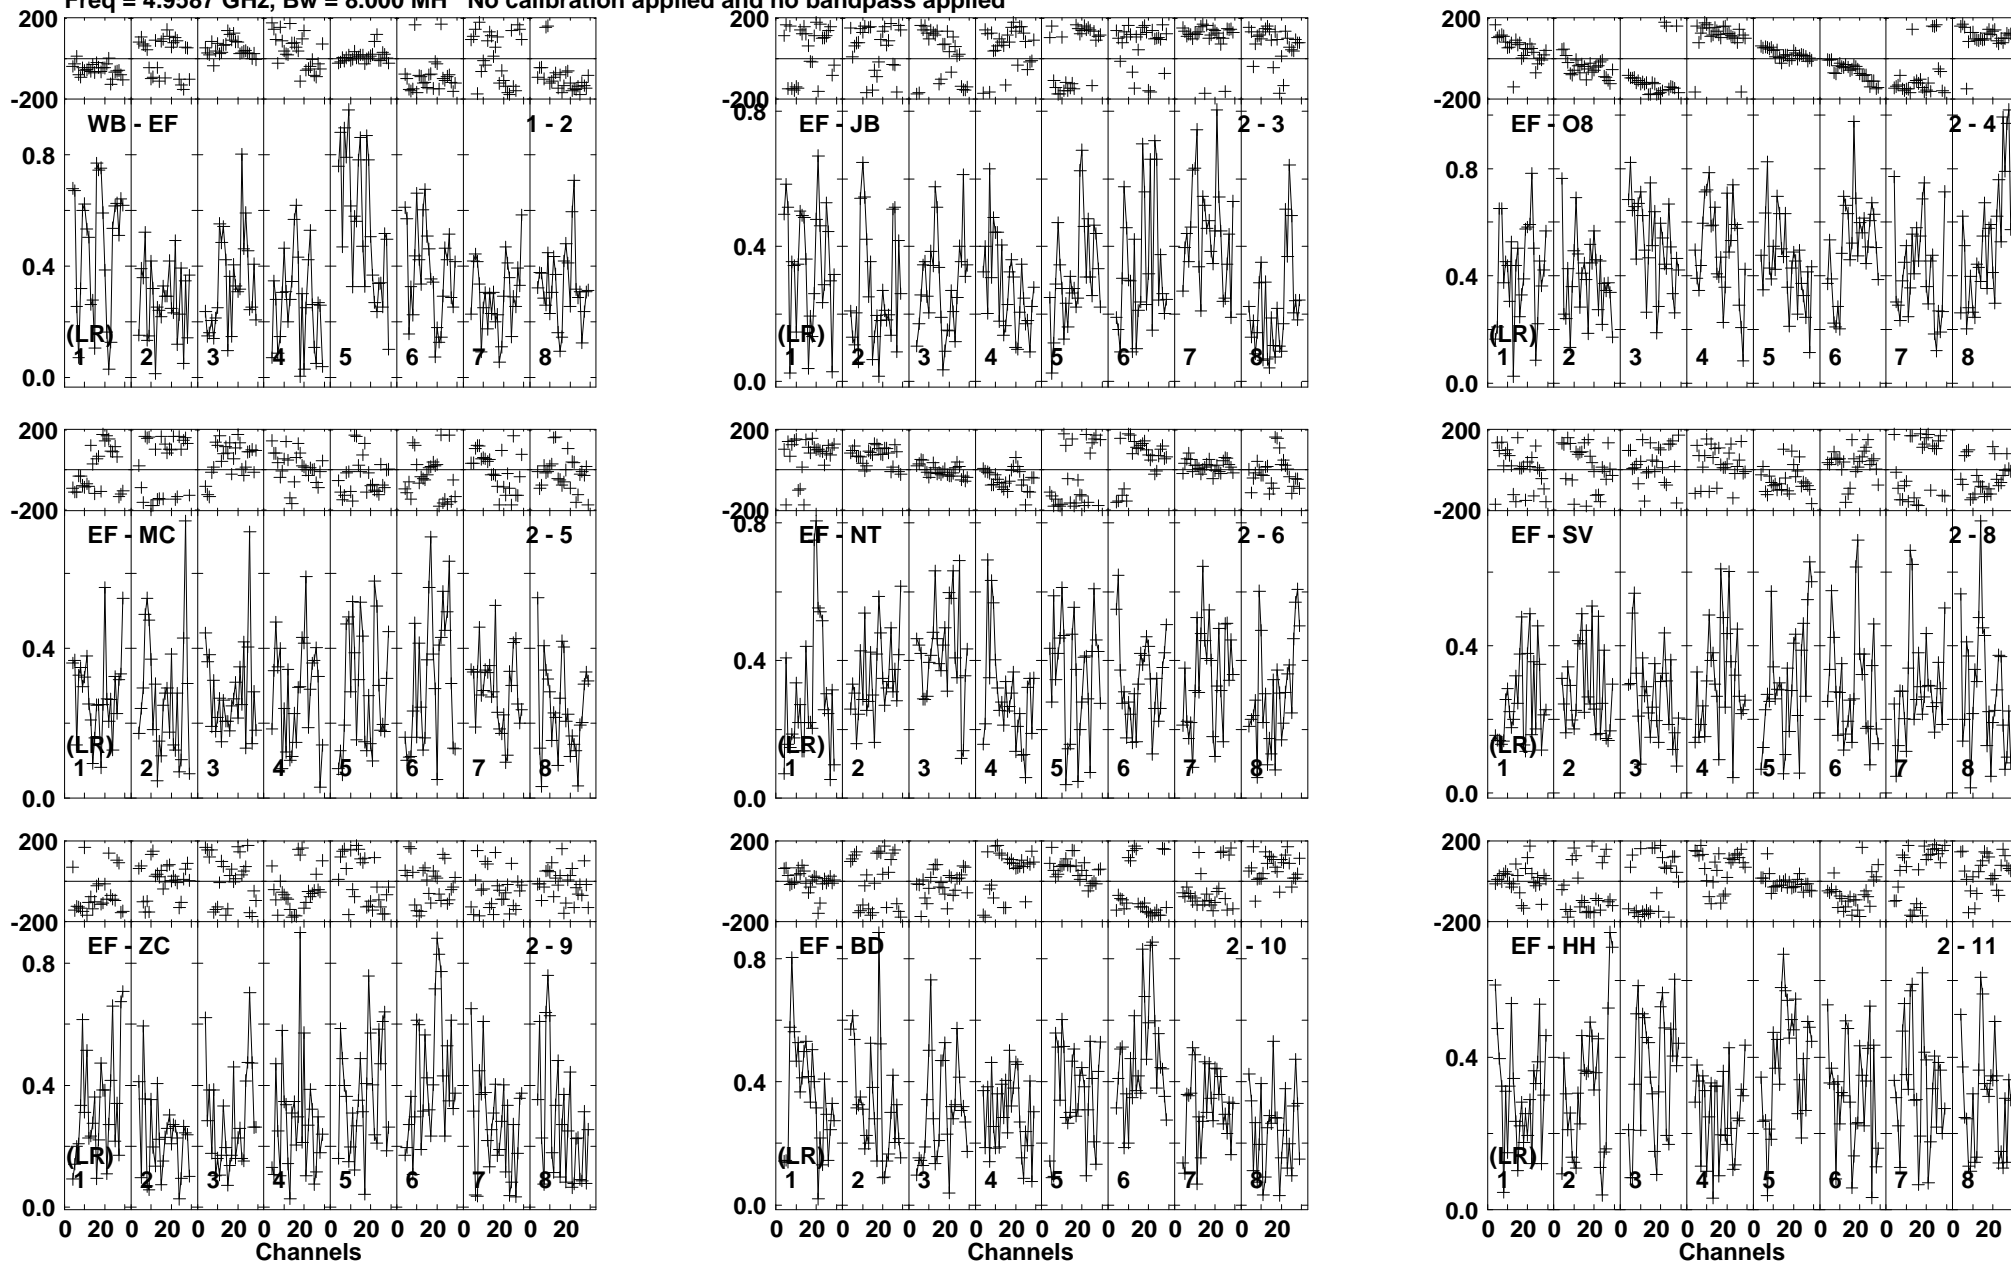 Freq = 4.9587 GHz, Bw = 8.000 MH No calibration applied and no bandpass applied
200 200 200
-200 -200 -200
WB - EF 1 - 2 EF - JB 2 - 3 EF - O8 2 - 4
0.8 0.8 0.8
0.4 0.4 0.4
(LR) (LR) (LR)
1 2 3 4 5 6 7 8 1 2 3 4 5 6 7 8 1 2 3 4 5 6 7 8
0.0 0.0 0.0
200 200 200
-200 -200 -200
EF - MC 2 - 5 EF - NT 2 - 6 EF - SV 2 - 8
0.8
0.4 0.4 0.4
(LR) (LR) (LR)
1 2 3 4 5 6 7 8 1 2 3 4 5 6 7 8 1 2 3 4 5 6 7 8
0.0 0.0 0.0
200 200 200
-200 -200 -200
EF - ZC 2 - 9 EF - BD 2 - 10 EF - HH 2 - 11
0.8 0.8
0.4 0.4 0.4
(LR) (LR) (LR)
1 2 3 4 5 6 7 8 1 2 3 4 5 6 7 8 1 2 3 4 5 6 7 8
0.0 0.0 0.0
0 20 0 20 0 20 0 20 0 20 0 20 0 20 0 20 0 20 0 20 0 20 0 20 0 20 0 20 0 20 0 20 0 20 0 20 0 20 0 20 0 20 0 20 0 20 0 20
Channels Channels Channels